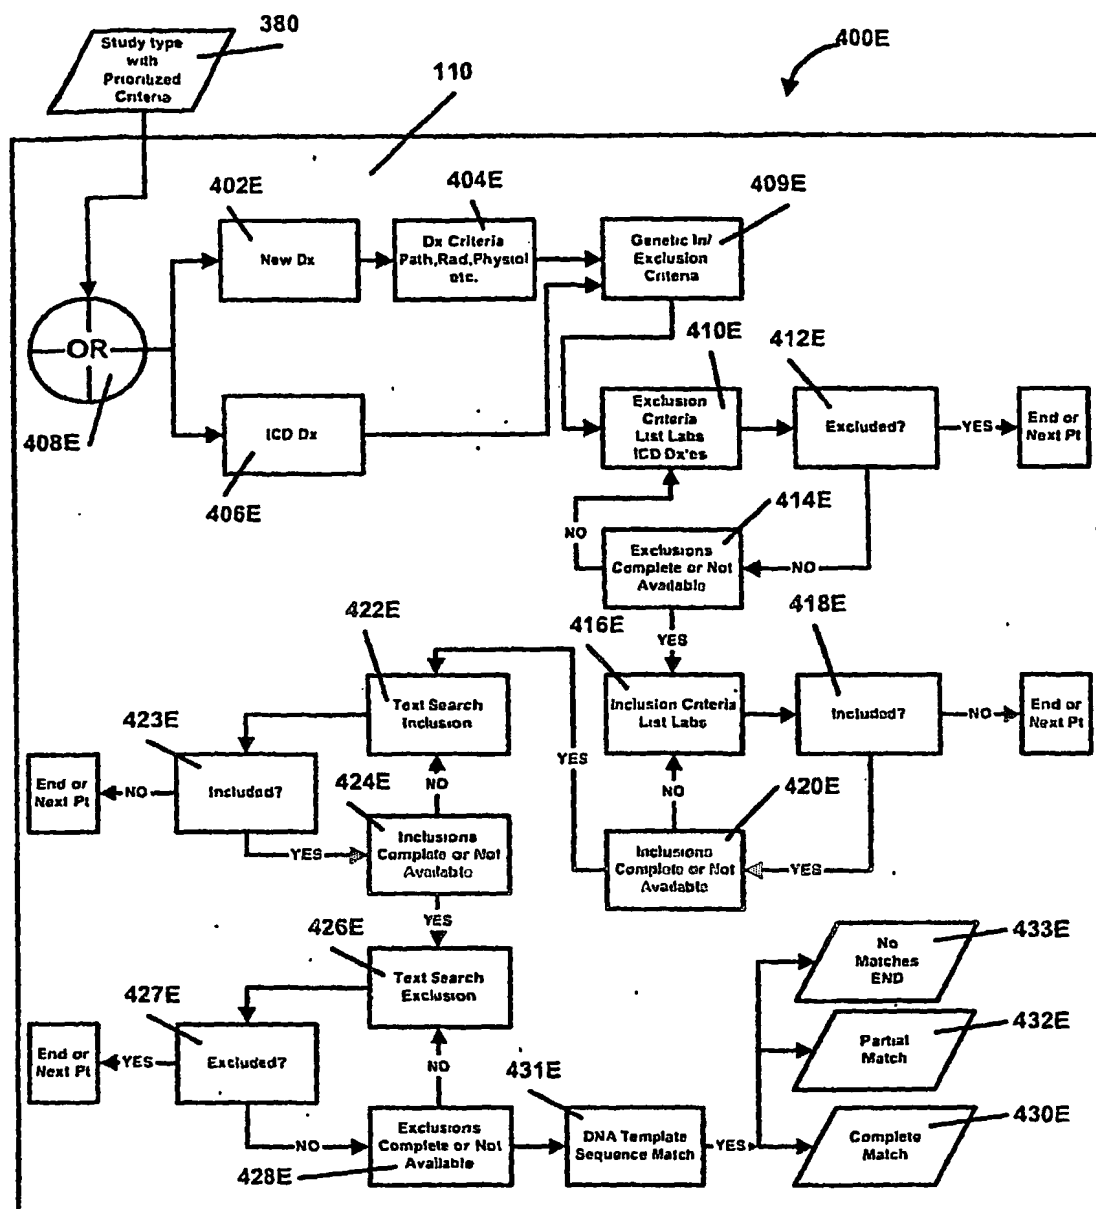 380
Study type
with
Prioritized
Criteria
400E
110
402E
404E
409E
New Dx
Dx Criteria
Path,Rad,Physiol
etc.
Genetic In/
Exclusion
Criteria
OR
408E
410E
412E
ICD Dx
406E
Exclusion
Criteria
List Labs
ICD Dx'es
Excluded?
YES
End or
Next Pt
NO
414E
Exclusions
Complete or Not
Available
NO
422E
YES
416E
418E
Text Search
Inclusion
Inclusion Criteria
List Labs
Included?
NO
End or
Next Pt
423E
YES
End or
Next Pt
NO
Included?
NO
424E
NO
420E
YES
Inclusions
Complete or Not
Available
Inclusions
Complete or Not
Available
YES
YES
426E
433E
No
Matches
END
Text Search
Exclusion
427E
432E
End or
Next Pt
YES
Excluded?
Partial
Match
NO
431E
430E
NO
Exclusions
Complete or Not
Available
428E
DNA Template
Sequence Match
YES
Complete
Match